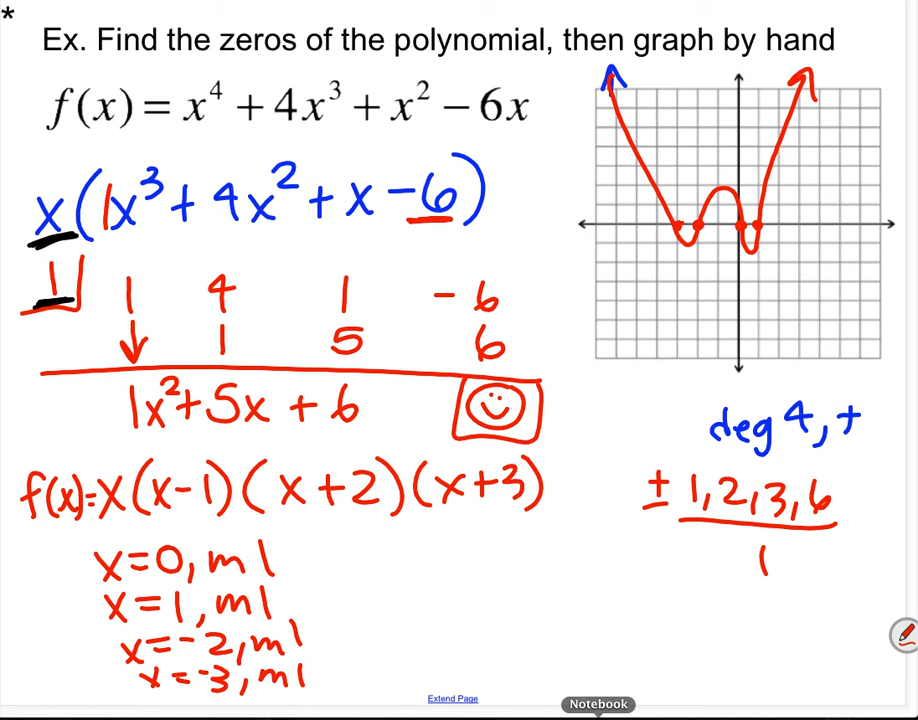 *
Ex. Find the zeros of the polynomial, then graph by hand
f(x) = x⁴ + 4x³ + x² − 6x
x(1x³ + 4x² + x − 6)
1 1 4 1 − 6
↓ 1 5 6
1x² + 5x + 6
f(x)=x(x−1)(x+2)(x+3)
x=0, m1
x=1, m1
x=−2, m1
x=−3, m1
deg 4, +
± 1,2,3,6
1
Extend Page
Notebook